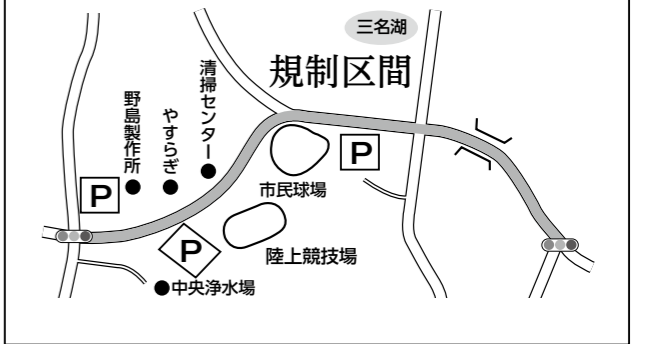 三名湖
規制区間
清掃センター
やすらぎ
野島製作所
P
P
市民球場
P
陸上競技場
●中央浄水場